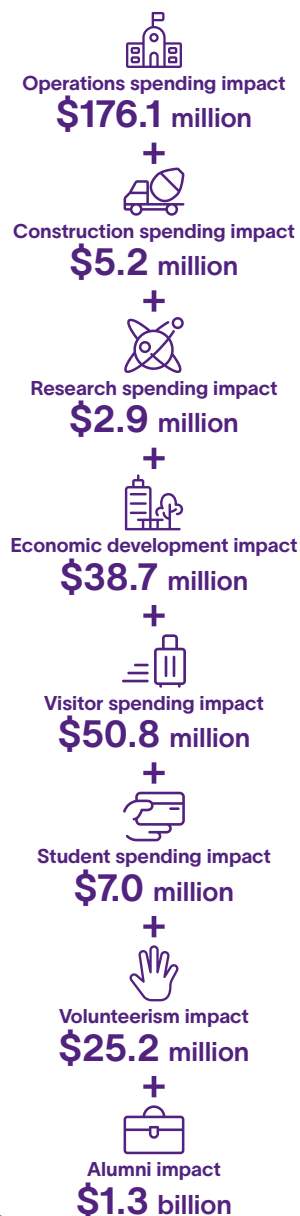 Operations spending impact
$176.1 million
+
Construction spending impact
$5.2 million
+
Research spending impact
$2.9 million
+
Economic development impact
$38.7 million
+
Visitor spending impact
$50.8 million
+
Student spending impact
$7.0 million
+
Volunteerism impact
$25.2 million
+
Alumni impact
$1.3 billion